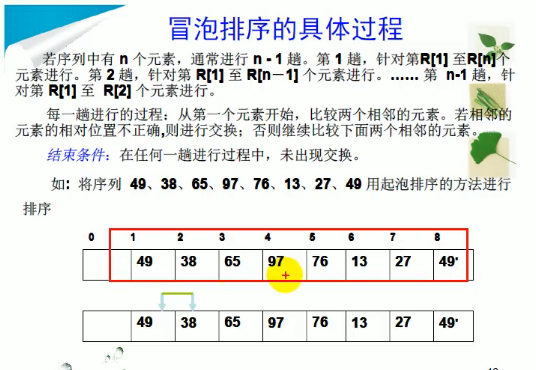 冒泡排序的具体过程
若序列中有 n 个元素，通常进行 n - 1 趟。第 1 趟，针对第R[1] 至R[n]个
元素进行。第 2 趟，针对第 R[1] 至 R[n－1] 个元素进行。…… 第 n-1 趟，针
对第 R[1] 至 R[2] 个元素进行。
每一趟进行的过程：从第一个元素开始，比较两个相邻的元素。若相邻的
元素的相对位置不正确,则进行交换；否则继续比较下面两个相邻的元素。
结束条件：在任何一趟进行过程中，未出现交换。
如: 将序列 49、38、65、97、76、13、27、49 用起泡排序的方法进行
排序
0 1 2 3 4 5 6 7 8
49 38 65 97 76 13 27 49·
49 38 65 97 76 13 27 49·